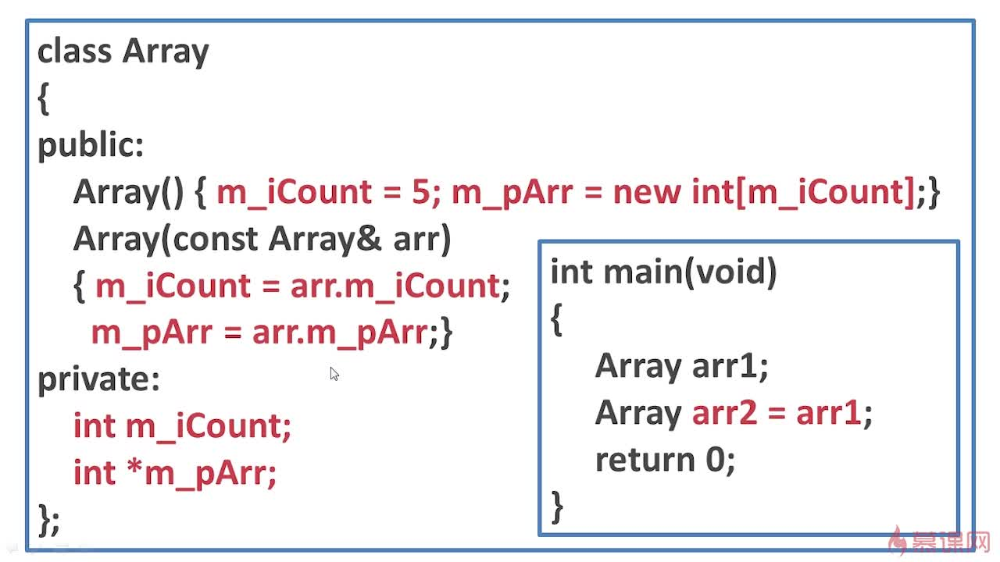 class Array
{
public:
Array() { m_iCount = 5; m_pArr = new int[m_iCount];}
Array(const Array& arr)
{ m_iCount = arr.m_iCount;
m_pArr = arr.m_pArr;}
private:
int m_iCount;
int *m_pArr;
};
int main(void)
{
Array arr1;
Array arr2 = arr1;
return 0;
}
慕课网